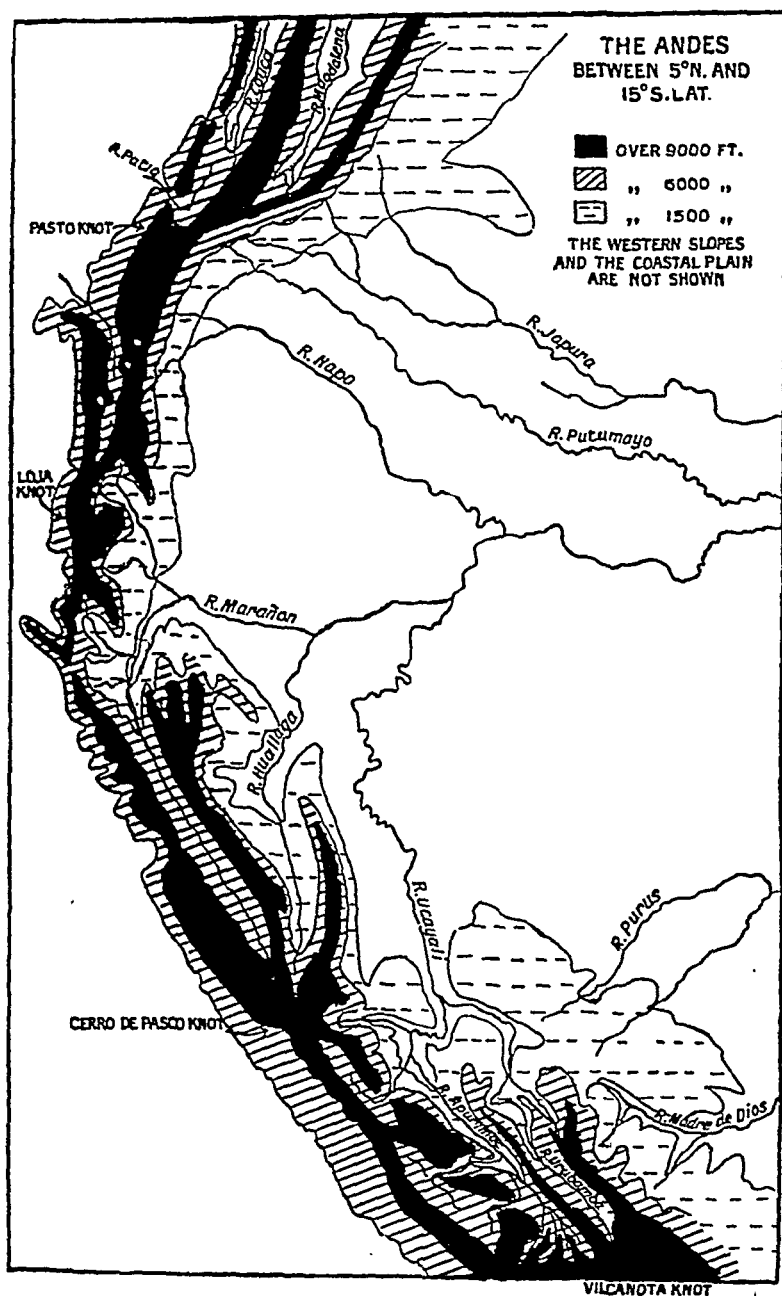 THE ANDES
BETWEEN 5°N. AND
15°S. LAT.
OVER 9000 FT.
„ 6000 „
„ 1500 „
THE WESTERN SLOPES
AND THE COASTAL PLAIN
ARE NOT SHOWN
R. Cauca
R. Magdalena
R. Patia
PASTO KNOT
R. Japura
R. Napo
R. Putumayo
LOJA
KNOT
R. Marañon
R. Huallaga
R. Ucayali
R. Purus
CERRO DE PASCO KNOT
R. Apurimac
R. Urubamba
R. Madre de Dios
VILCANOTA KNOT